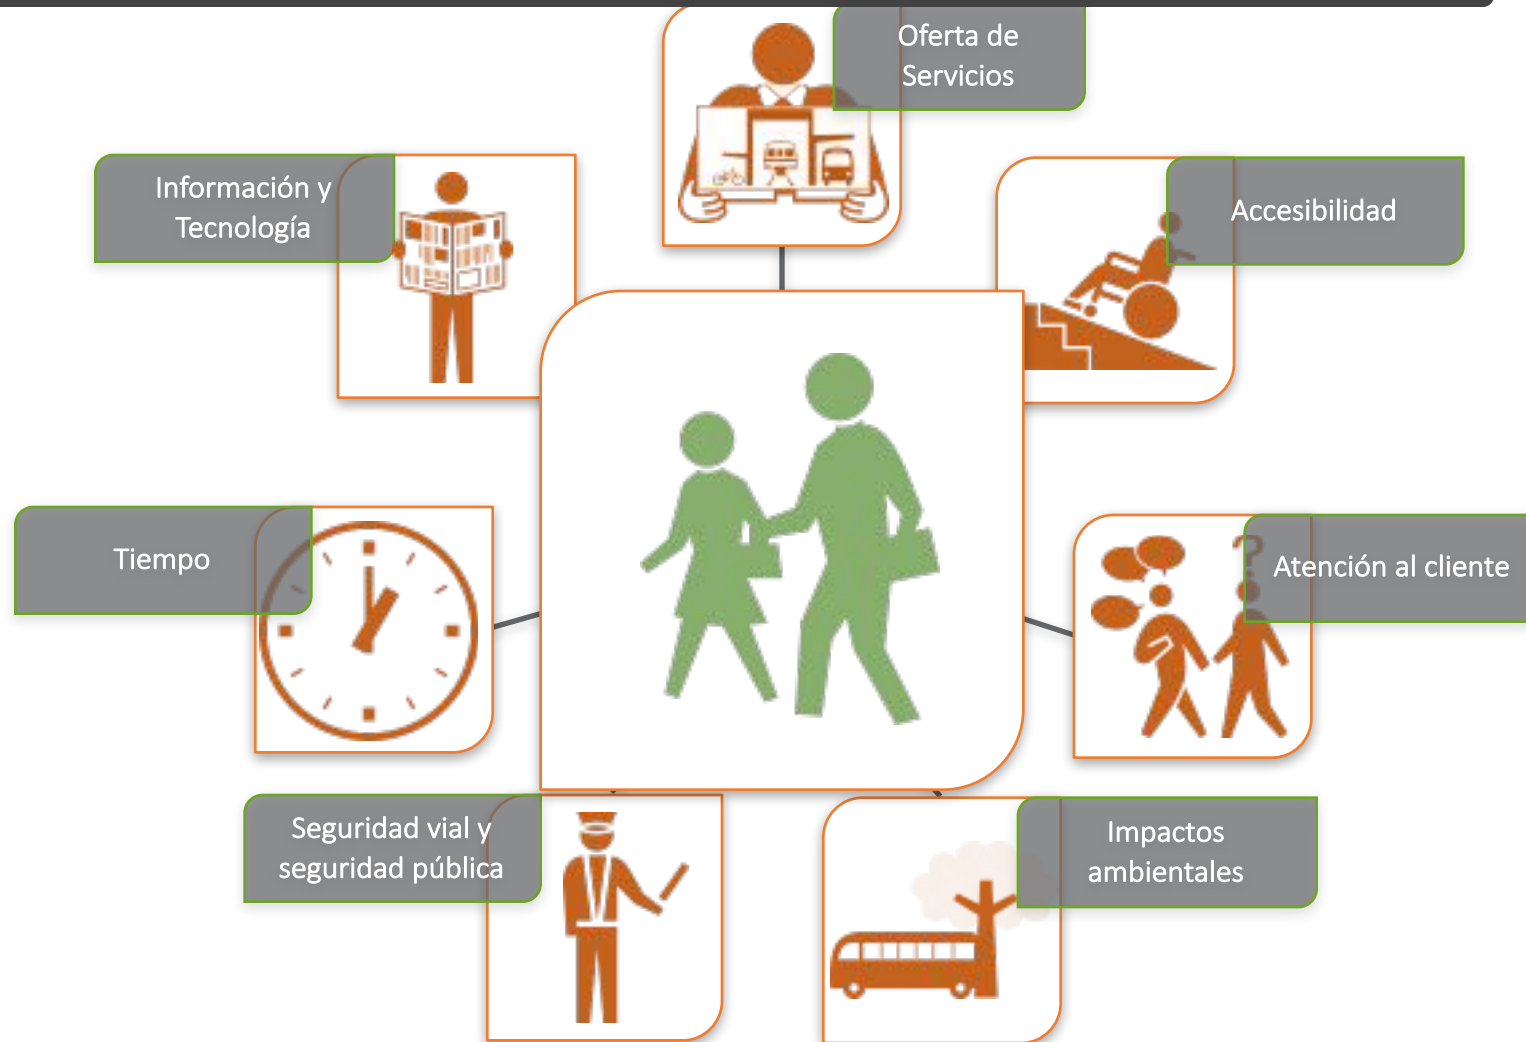 Oferta de
Servicios
Información y
Tecnología
Accesibilidad
Tiempo
Atención al cliente
Seguridad vial y
seguridad pública
Impactos
ambientales